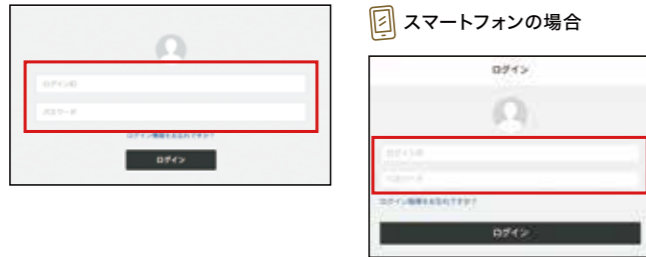 ログインID
パスワード
ログイン情報をお忘れですか？
ログイン
スマートフォンの場合
ログイン
ログインID
パスワード
ログイン情報をお忘れですか？
ログイン